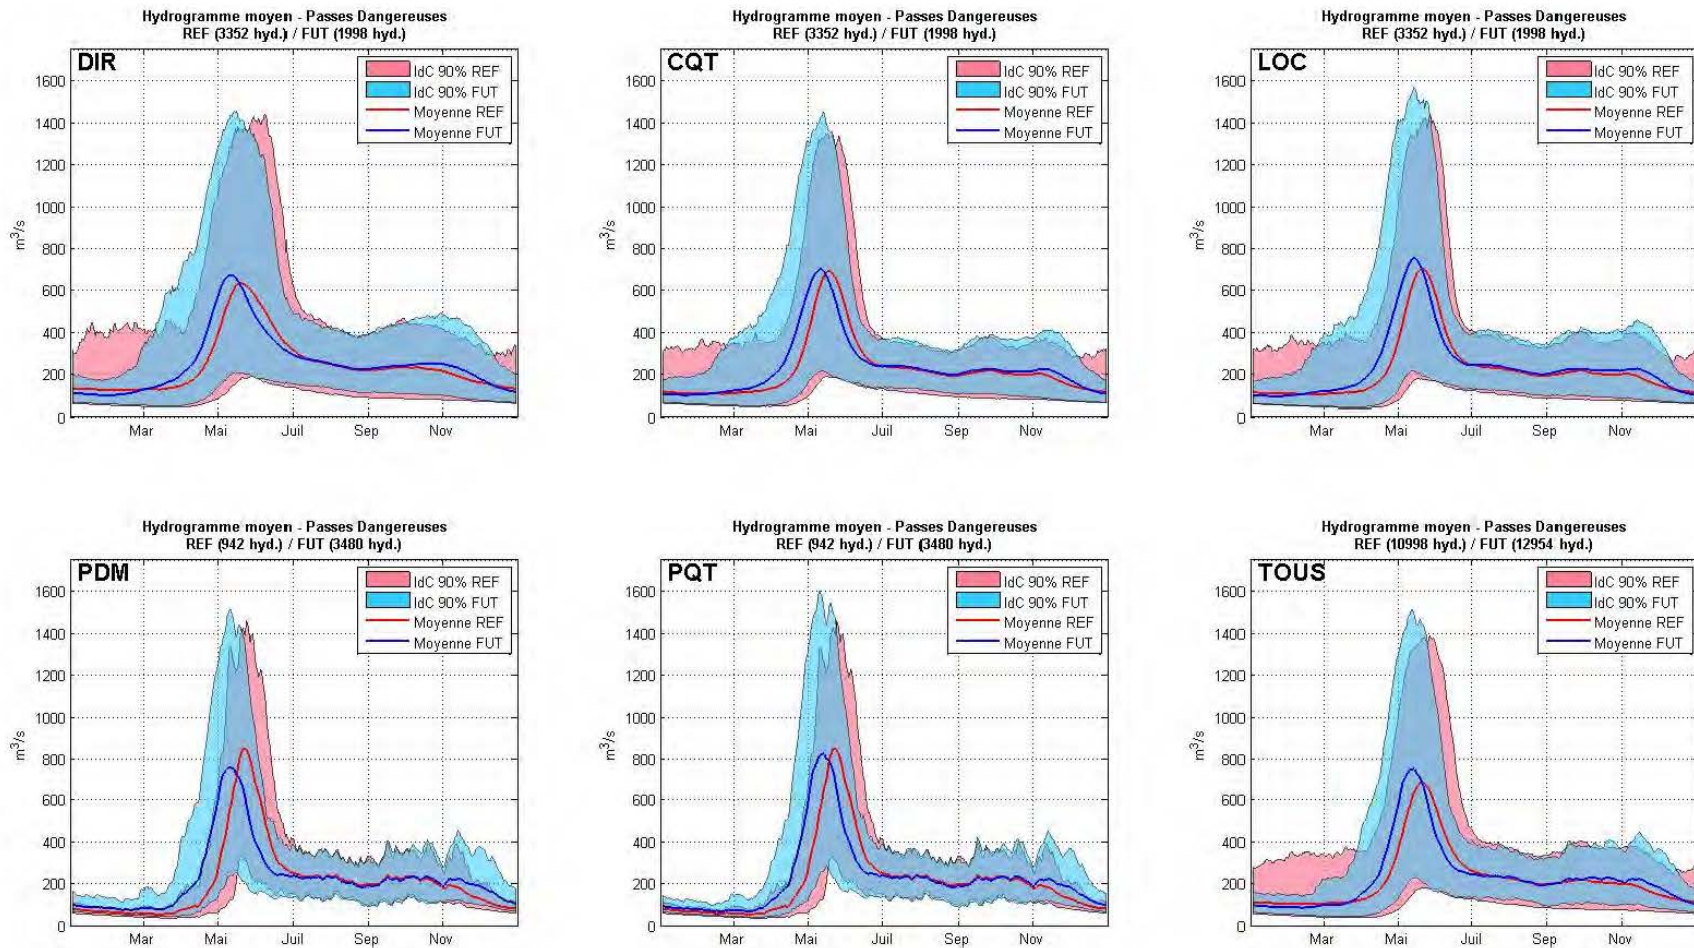 Hydrogramme moyen - Passes Dangereuses
REF (3352 hyd.) / FUT (1998 hyd.)
DIR
IdC 90% REF
IdC 90% FUT
Moyenne REF
Moyenne FUT
m³/s
1600
1400
1200
1000
800
600
400
200
0
Mar Mai Juil Sep Nov
Hydrogramme moyen - Passes Dangereuses
REF (3352 hyd.) / FUT (1998 hyd.)
CQT
IdC 90% REF
IdC 90% FUT
Moyenne REF
Moyenne FUT
m³/s
1600
1400
1200
1000
800
600
400
200
0
Mar Mai Juil Sep Nov
Hydrogramme moyen - Passes Dangereuses
REF (3352 hyd.) / FUT (1998 hyd.)
LOC
IdC 90% REF
IdC 90% FUT
Moyenne REF
Moyenne FUT
m³/s
1600
1400
1200
1000
800
600
400
200
0
Mar Mai Juil Sep Nov
Hydrogramme moyen - Passes Dangereuses
REF (942 hyd.) / FUT (3480 hyd.)
PDM
IdC 90% REF
IdC 90% FUT
Moyenne REF
Moyenne FUT
m³/s
1600
1400
1200
1000
800
600
400
200
0
Mar Mai Juil Sep Nov
Hydrogramme moyen - Passes Dangereuses
REF (942 hyd.) / FUT (3480 hyd.)
PQT
IdC 90% REF
IdC 90% FUT
Moyenne REF
Moyenne FUT
m³/s
1600
1400
1200
1000
800
600
400
200
0
Mar Mai Juil Sep Nov
Hydrogramme moyen - Passes Dangereuses
REF (10998 hyd.) / FUT (12954 hyd.)
TOUS
IdC 90% REF
IdC 90% FUT
Moyenne REF
Moyenne FUT
m³/s
1600
1400
1200
1000
800
600
400
200
0
Mar Mai Juil Sep Nov